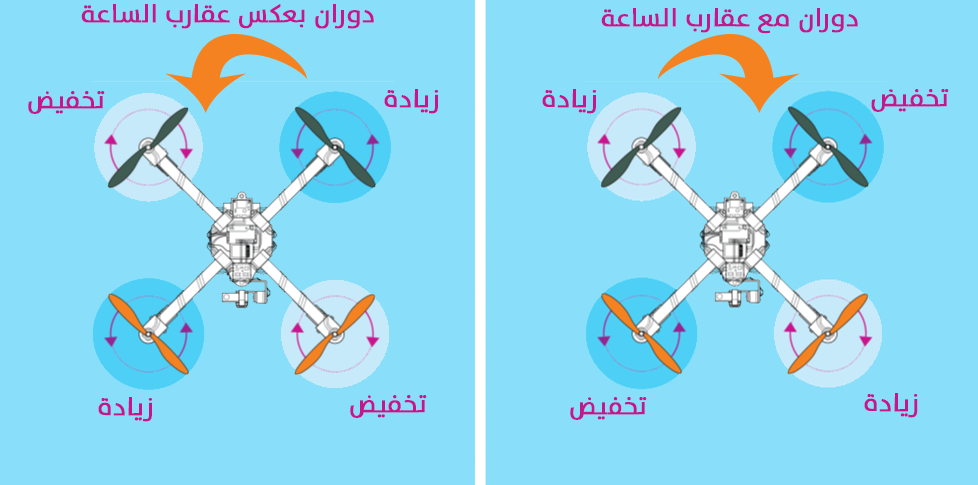 دوران مع عقارب الساعة
تخفيض
زيادة
زيادة
تخفيض
دوران بعكس عقارب الساعة
زيادة
تخفيض
تخفيض
زيادة